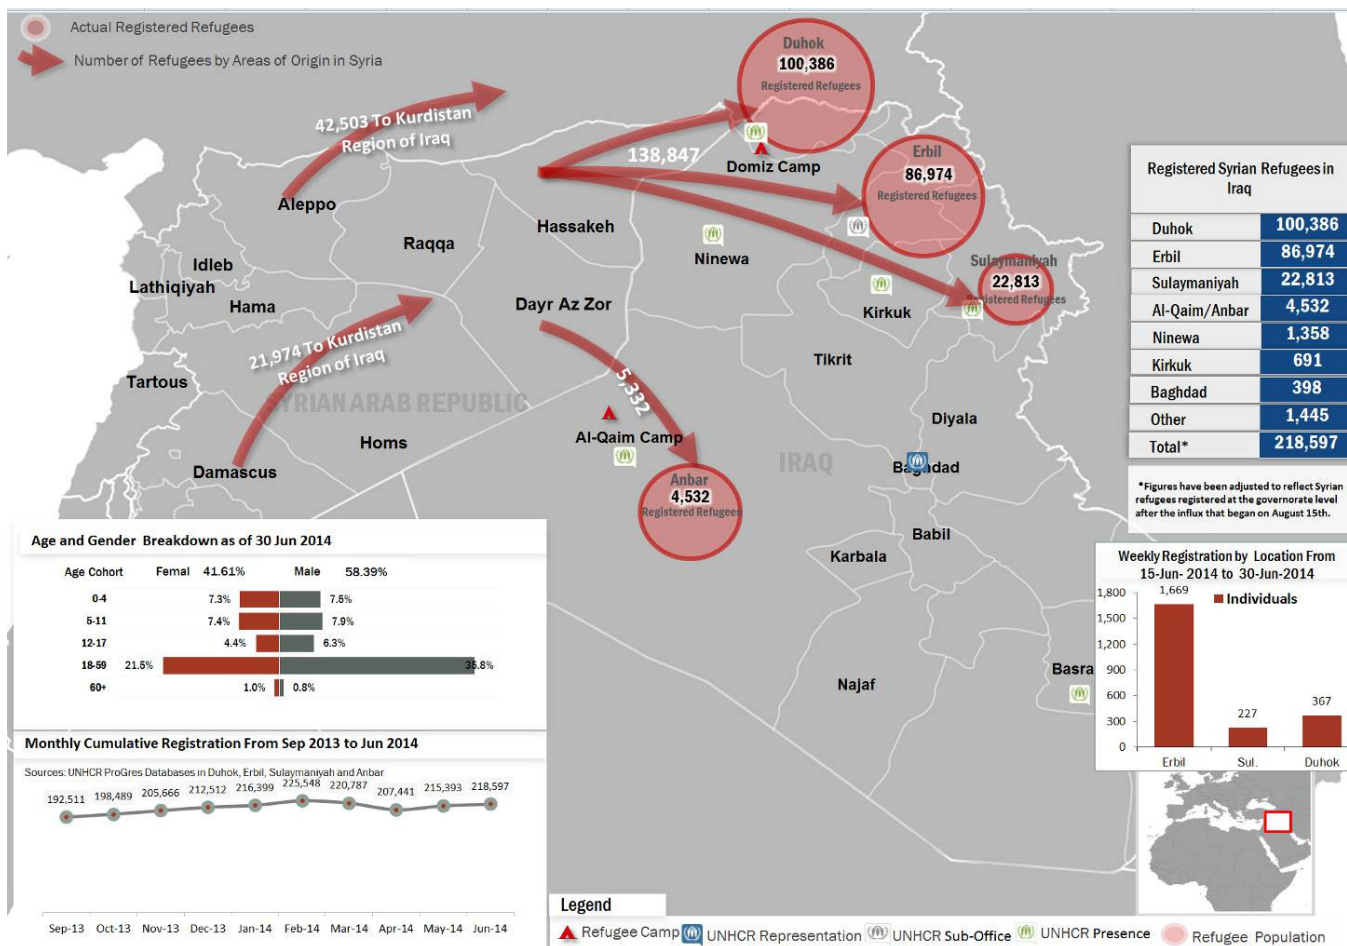 Actual Registered Refugees
Number of Refugees by Areas of Origin in Syria
42,503 To Kurdistan
Region of Iraq
21,974 To Kurdistan
Region of Iraq
138,847
5,332
Duhok
100,386
Registered Refugees
Domiz Camp
Erbil
86,974
Registered Refugees
Sulaymaniyah
22,813
Registered Refugees
Aleppo
Raqqa
Hassakeh
Ninewa
Idleb
Lathiqiyah
Hama
Dayr Az Zor
Kirkuk
Tikrit
Tartous
SYRIAN ARAB REPUBLIC
Homs
Damascus
Al-Qaim Camp
Anbar
4,532
Registered Refugees
IRAQ
Diyala
Baghdad
Babil
Karbala
Najaf
Basra
Registered Syrian Refugees in
Iraq
Duhok 100,386
Erbil 86,974
Sulaymaniyah 22,813
Al-Qaim/Anbar 4,532
Ninewa 1,358
Kirkuk 691
Baghdad 398
Other 1,445
Total* 218,597
*Figures have been adjusted to reflect Syrian
refugees registered at the governorate level
after the influx that began on August 15th.
Age and Gender Breakdown as of 30 Jun 2014
Age Cohort Femal 41.61% Male 58.39%
0-4 7.3% 7.5%
5-11 7.4% 7.9%
12-17 4.4% 6.3%
18-59 21.5% 35.8%
60+ 1.0% 0.8%
Monthly Cumulative Registration From Sep 2013 to Jun 2014
Sources: UNHCR ProGres Databases in Duhok, Erbil, Sulaymaniyah and Anbar
192,511 198,489 205,666 212,512 216,399 225,548 220,787 207,441 215,393 218,597
Sep-13 Oct-13 Nov-13 Dec-13 Jan-14 Feb-14 Mar-14 Apr-14 May-14 Jun-14
Weekly Registration by Location From
15-Jun- 2014 to 30-Jun-2014
Individuals
1,800
1,500
1,200
900
600
300
0
1,669
227
367
Erbil Sul. Duhok
Legend
Refugee Camp UNHCR Representation UNHCR Sub-Office UNHCR Presence Refugee Population